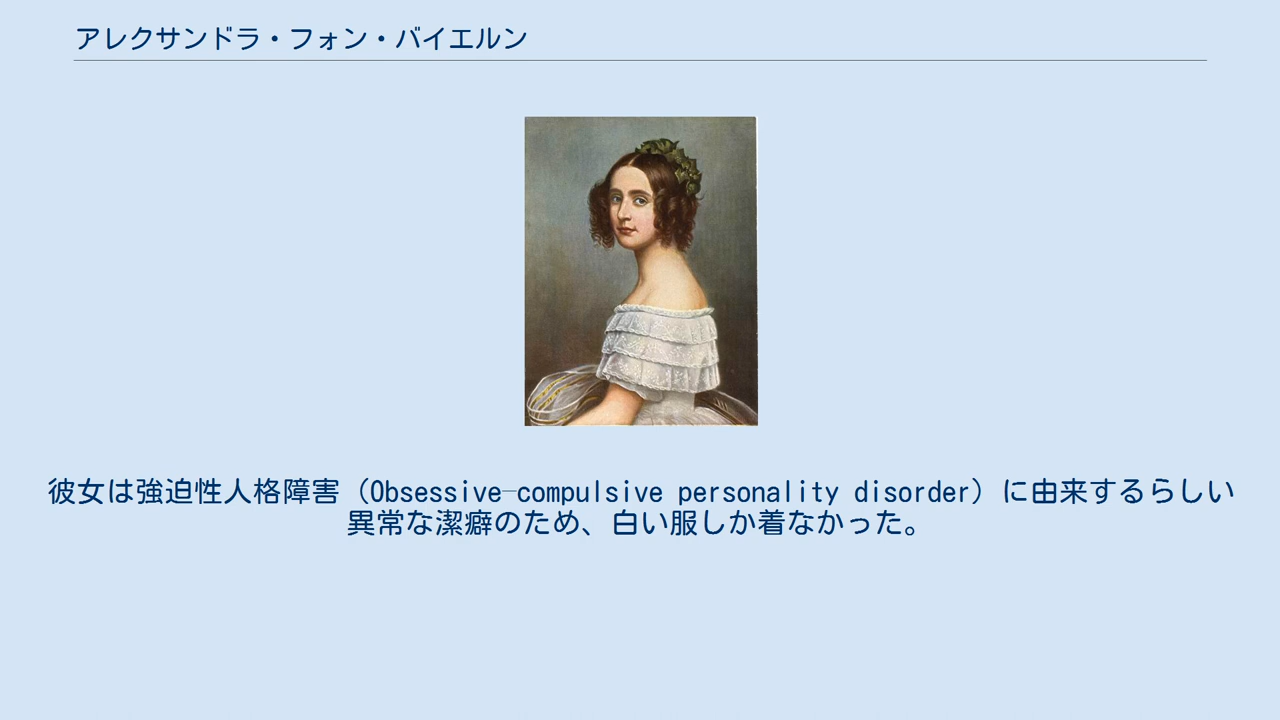 アレクサンドラ・フォン・バイエルン
彼女は強迫性人格障害（Obsessive–compulsive personality disorder）に由来するらしい
異常な潔癖のため、白い服しか着なかった。